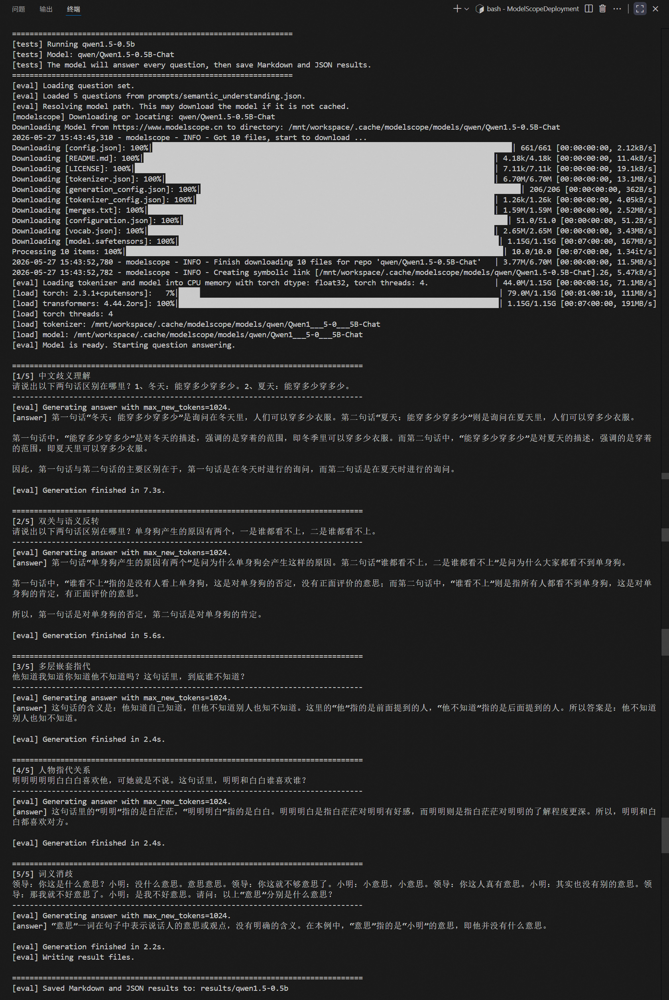 问题 输出 终端 bash - ModelScopeDeployment
================================================================
[tests] Running qwen1.5-0.5b
[tests] Model: qwen/Qwen1.5-0.5B-Chat
[tests] The model will answer every question, then save Markdown and JSON results.
================================================================
[eval] Loading question set.
[eval] Loaded 5 questions from prompts/semantic_understanding.json.
[eval] Resolving model path. This may download the model if it is not cached.
[modelscope] Downloading or locating: qwen/Qwen1.5-0.5B-Chat
Downloading Model from https://www.modelscope.cn to directory: /mnt/workspace/.cache/modelscope/models/qwen/Qwen1.5-0.5B-Chat
2026-05-27 15:43:45,310 - modelscope - INFO - Got 10 files, start to download ...
Downloading [config.json]: 100%| | 661/661 [00:00<00:00, 2.12kB/s]
Downloading [README.md]: 100%| | 4.18k/4.18k [00:00<00:00, 11.4kB/s]
Downloading [LICENSE]: 100%| | 7.11k/7.11k [00:00<00:00, 19.1kB/s]
Downloading [tokenizer.json]: 100%| | 6.70M/6.70M [00:00<00:00, 13.1MB/s]
Downloading [generation_config.json]: 100%| | 206/206 [00:00<00:00, 362B/s]
Downloading [tokenizer_config.json]: 100%| | 1.26k/1.26k [00:00<00:00, 4.05kB/s]
Downloading [merges.txt]: 100%| | 1.59M/1.59M [00:00<00:00, 2.52MB/s]
Downloading [configuration.json]: 100%| | 51.0/51.0 [00:00<00:00, 51.2B/s]
Downloading [vocab.json]: 100%| | 2.65M/2.65M [00:00<00:00, 3.43MB/s]
Downloading [model.safetensors]: 100%| | 1.15G/1.15G [00:07<00:00, 167MB/s]
Processing 10 items: 100%| | 10.0/10.0 [00:07<00:00, 1.34it/s]
2026-05-27 15:43:52,780 - modelscope - INFO - Finish downloading 10 files for repo 'qwen/Qwen1.5-0.5B-Chat' | 3.77M/6.70M [00:00<00:00, 11.5MB/s]
2026-05-27 15:43:52,782 - modelscope - INFO - Creating symbolic link [/mnt/workspace/.cache/modelscope/models/qwen/Qwen1.5-0.5B-Chat].26, 5.47kB/s]
[eval] Loading tokenizer and model into CPU memory with torch dtype: float32, torch threads: 4. | 44.0M/1.15G [00:00<00:16, 71.1MB/s]
[load] torch: 2.3.1+cputensors]: 7%| | 79.0M/1.15G [00:01<00:10, 111MB/s]
[load] transformers: 4.44.2ors]: 100%| | 1.15G/1.15G [00:07<00:00, 191MB/s]
[load] torch threads: 4
[load] tokenizer: /mnt/workspace/.cache/modelscope/models/qwen/Qwen1___5-0___5B-Chat
[load] model: /mnt/workspace/.cache/modelscope/models/qwen/Qwen1___5-0___5B-Chat
[eval] Model is ready. Starting question answering.
================================================================================
[1/5] 中文歧义理解
请说出以下两句话区别在哪里？1、冬天：能穿多少穿多少。2、夏天：能穿多少穿多少。
--------------------------------------------------------------------------------
[eval] Generating answer with max_new_tokens=1024.
[answer] 第一句话“冬天：能穿多少穿多少”是询问在冬天里，人们可以穿多少衣服。第二句话“夏天：能穿多少穿多少”则是询问在夏天里，人们可以穿多少衣服。
第一句话中，“能穿多少穿多少”是对冬天的描述，强调的是穿着的范围，即冬季里可以穿多少衣服。而第二句话中，“能穿多少穿多少”是对夏天的描述，强调的是穿着
的范围，即夏天里可以穿多少衣服。
因此，第一句话与第二句话的主要区别在于，第一句话是在冬天时进行的询问，而第二句话是在夏天时进行的询问。
[eval] Generation finished in 7.3s.
================================================================================
[2/5] 双关与语义反转
请说出以下两句话区别在哪里？单身狗产生的原因有两个，一是谁都看不上，二是谁都看不上。
--------------------------------------------------------------------------------
[eval] Generating answer with max_new_tokens=1024.
[answer] 第一句话“单身狗产生的原因有两个”是问为什么单身狗会产生这样的原因。第二句话“谁都看不上，二是谁都看不上”是问为什么大家都看不到单身狗。
第一句话中，“谁看不上”指的是没有人看上单身狗，这是对单身狗的否定，没有正面评价的意思；而第二句话中，“谁看不上”则是指所有人都看不到单身狗，这是对单
身狗的肯定，有正面评价的意思。
所以，第一句话是对单身狗的否定，第二句话是对单身狗的肯定。
[eval] Generation finished in 5.6s.
================================================================================
[3/5] 多层嵌套指代
他知道我知道你知道他不知道吗？这句话里，到底谁不知道？
--------------------------------------------------------------------------------
[eval] Generating answer with max_new_tokens=1024.
[answer] 这句话的含义是：他知道自己知道，但他不知道别人也知不知道。这里的“他”指的是前面提到的人，“他不知道”指的是后面提到的人。所以答案是：他不知道
别人也知不知道。
[eval] Generation finished in 2.4s.
================================================================================
[4/5] 人物指代关系
明明明明明白白白喜欢他，可她就是不说。这句话里，明明和白白谁喜欢谁？
--------------------------------------------------------------------------------
[eval] Generating answer with max_new_tokens=1024.
[answer] 这句话里的“明明”指的是白茫茫，“明明明白”指的是白白。明明明白是指白茫茫对明明有好感，而明明则是指白茫茫对明明的了解程度更深。所以，明明和白
白都喜欢对方。
[eval] Generation finished in 2.4s.
================================================================================
[5/5] 词义消歧
领导：你这是什么意思？小明：没什么意思。意思意思。领导：你这就不够意思了。小明：小意思，小意思。领导：你这人真有意思。小明：其实也没有别的意思。领
导：那我就不好意思了。小明：是我不好意思。请问：以上“意思”分别是什么意思？
--------------------------------------------------------------------------------
[eval] Generating answer with max_new_tokens=1024.
[answer] “意思”一词在句子中表示说话人的意思或观点，没有明确的含义。在本例中，“意思”指的是“小明”的意思，即他并没有什么意思。
[eval] Generation finished in 2.2s.
[eval] Writing result files.
================================================================================
[eval] Saved Markdown and JSON results to: results/qwen1.5-0.5b